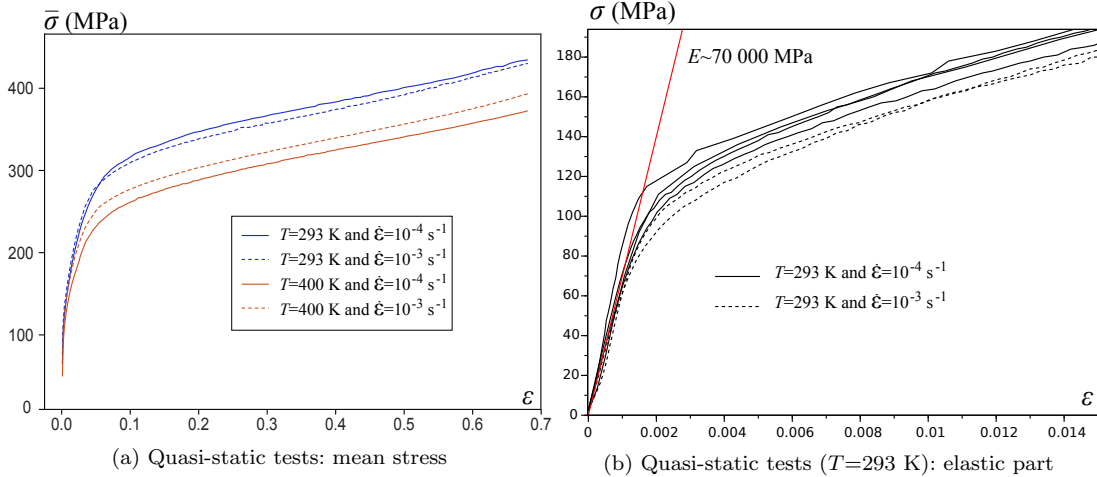 σ̅ (MPa)
400
300
200
100
0
T=293 K and ε̇=10⁻⁴ s⁻¹
T=293 K and ε̇=10⁻³ s⁻¹
T=400 K and ε̇=10⁻⁴ s⁻¹
T=400 K and ε̇=10⁻³ s⁻¹
ε
0.0 0.1 0.2 0.3 0.4 0.5 0.6 0.7
(a) Quasi-static tests: mean stress
σ (MPa)
180
160
140
120
100
80
60
40
20
0
E~70 000 MPa
T=293 K and ε̇=10⁻⁴ s⁻¹
T=293 K and ε̇=10⁻³ s⁻¹
ε
0 0.002 0.004 0.006 0.008 0.01 0.012 0.014
(b) Quasi-static tests (T=293 K): elastic part